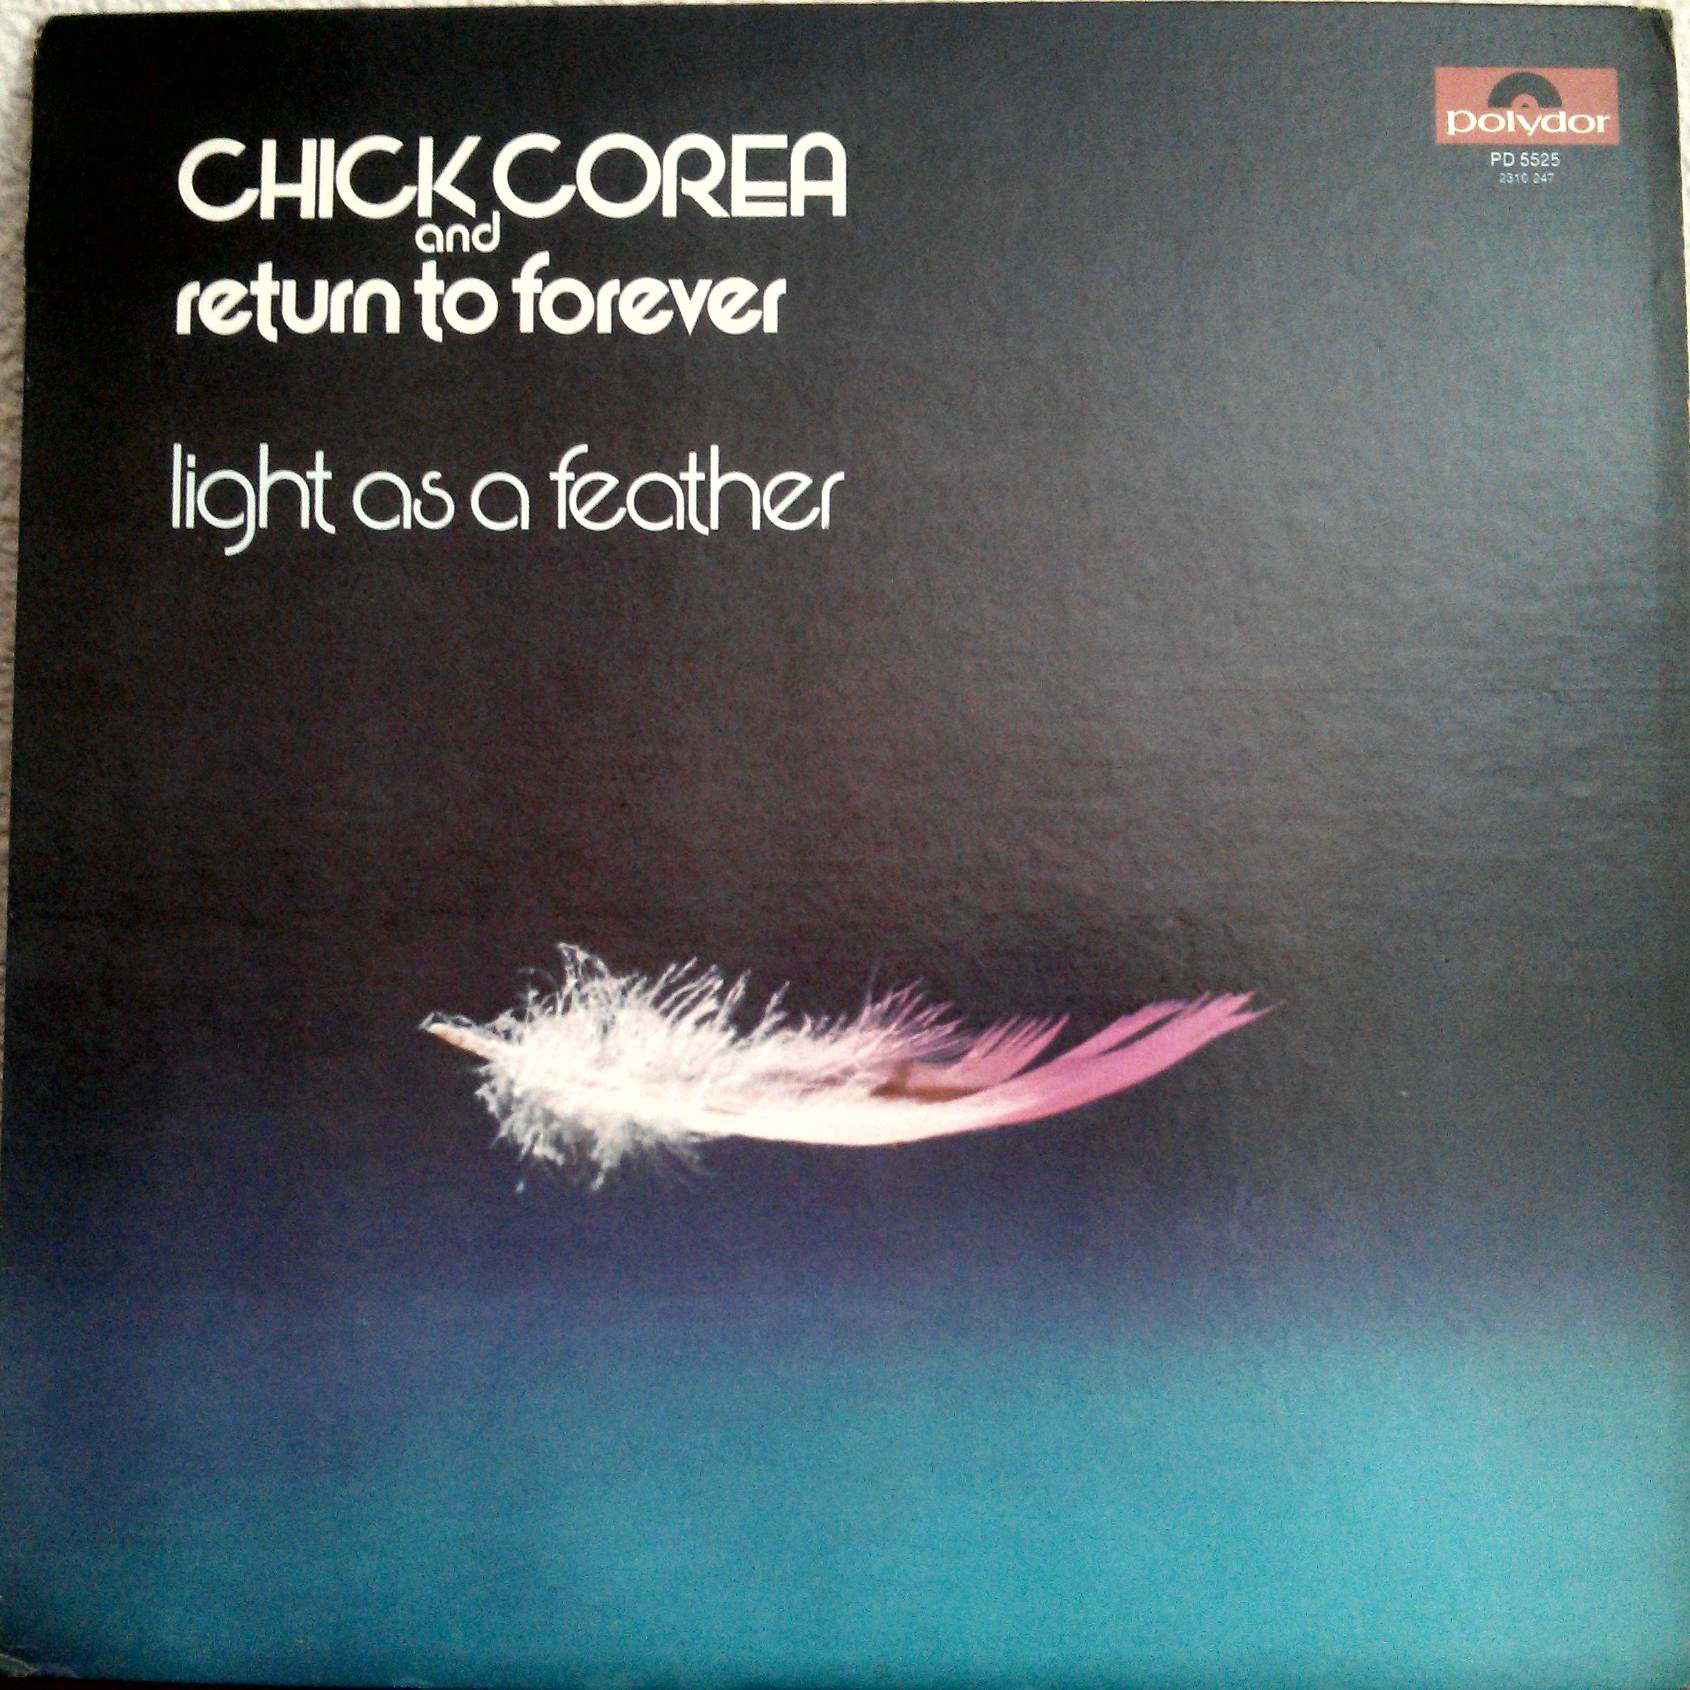 CHICK COREA
and
return to forever
light as a feather
polydor
PD 5525
2310 247